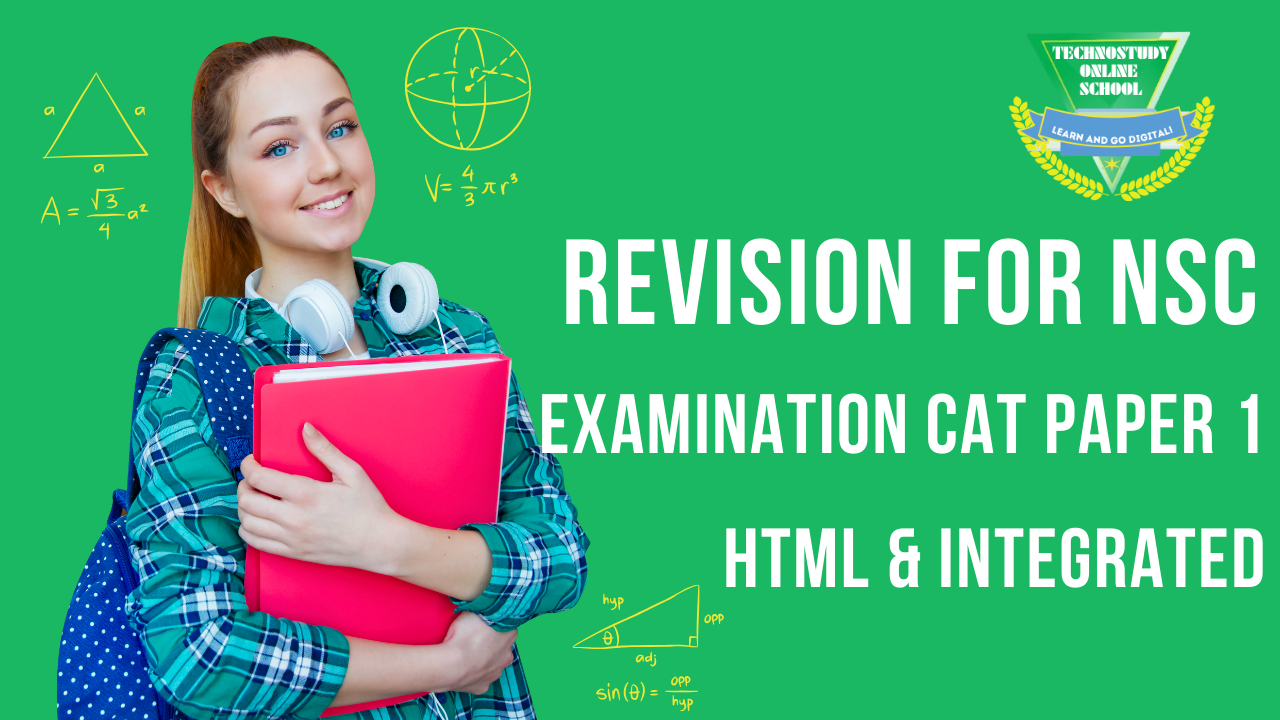 TECHNOSTUDY
ONLINE
SCHOOL
LEARN AND GO DIGITAL!
a a
a
A = √3/4 a²
r
V = 4/3 πr³
REVISION FOR NSC
EXAMINATION CAT PAPER 1
HTML & INTEGRATED
hyp
opp
θ
adj
sin(θ) = opp/hyp